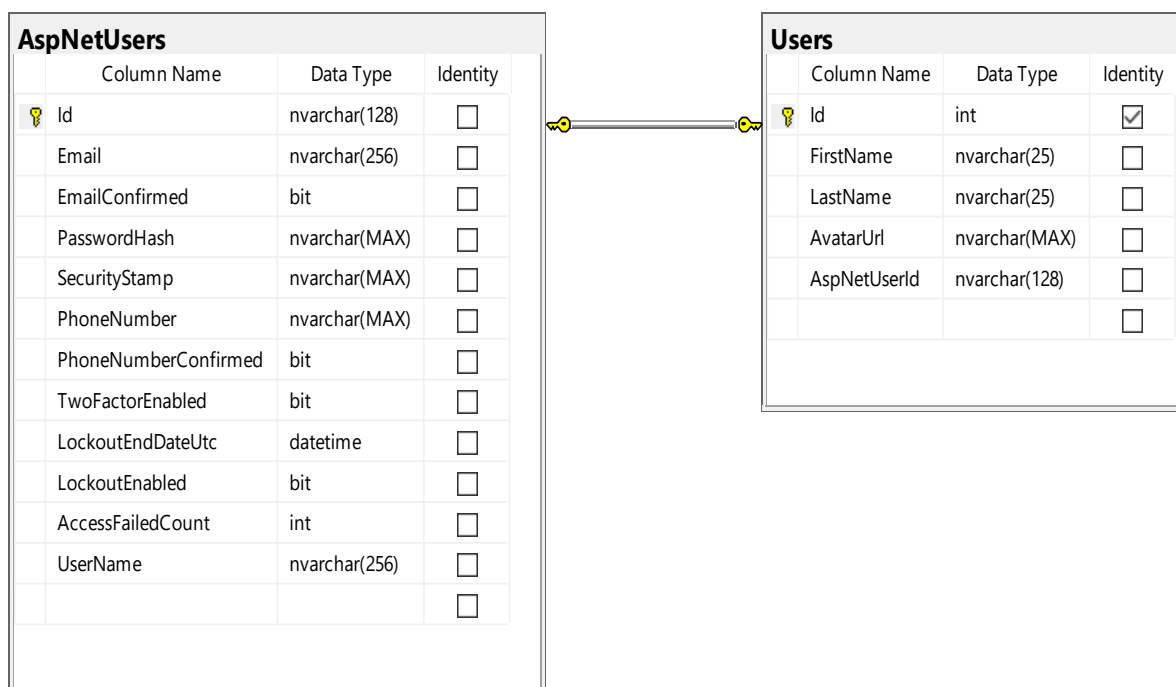 AspNetUsers
Column Name Data Type Identity
Id nvarchar(128)
Email nvarchar(256)
EmailConfirmed bit
PasswordHash nvarchar(MAX)
SecurityStamp nvarchar(MAX)
PhoneNumber nvarchar(MAX)
PhoneNumberConfirmed bit
TwoFactorEnabled bit
LockoutEndDateUtc datetime
LockoutEnabled bit
AccessFailedCount int
UserName nvarchar(256)
Users
Column Name Data Type Identity
Id int
FirstName nvarchar(25)
LastName nvarchar(25)
AvatarUrl nvarchar(MAX)
AspNetUserId nvarchar(128)